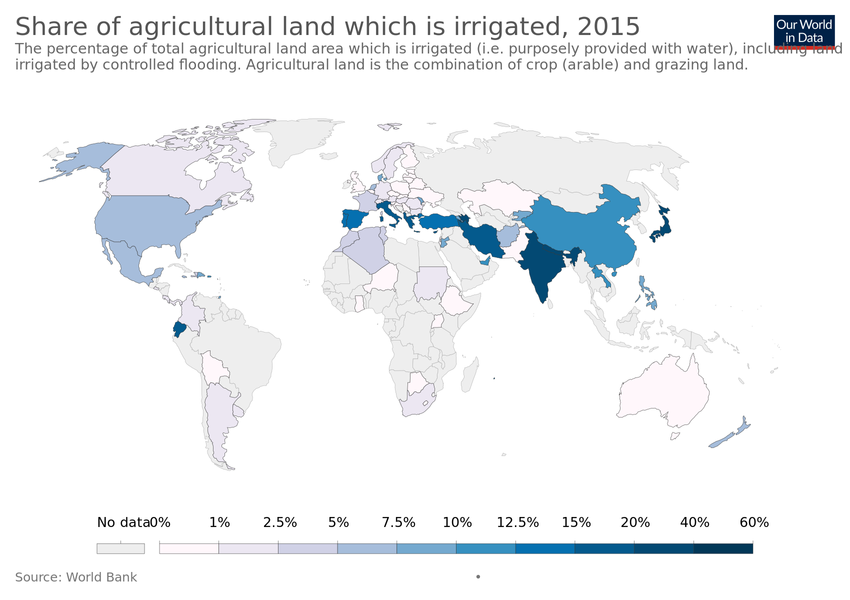 Share of agricultural land which is irrigated, 2015
Our World
in Data
The percentage of total agricultural land area which is irrigated (i.e. purposely provided with water), including land
irrigated by controlled flooding. Agricultural land is the combination of crop (arable) and grazing land.
No data 0% 1% 2.5% 5% 7.5% 10% 12.5% 15% 20% 40% 60%
Source: World Bank
•